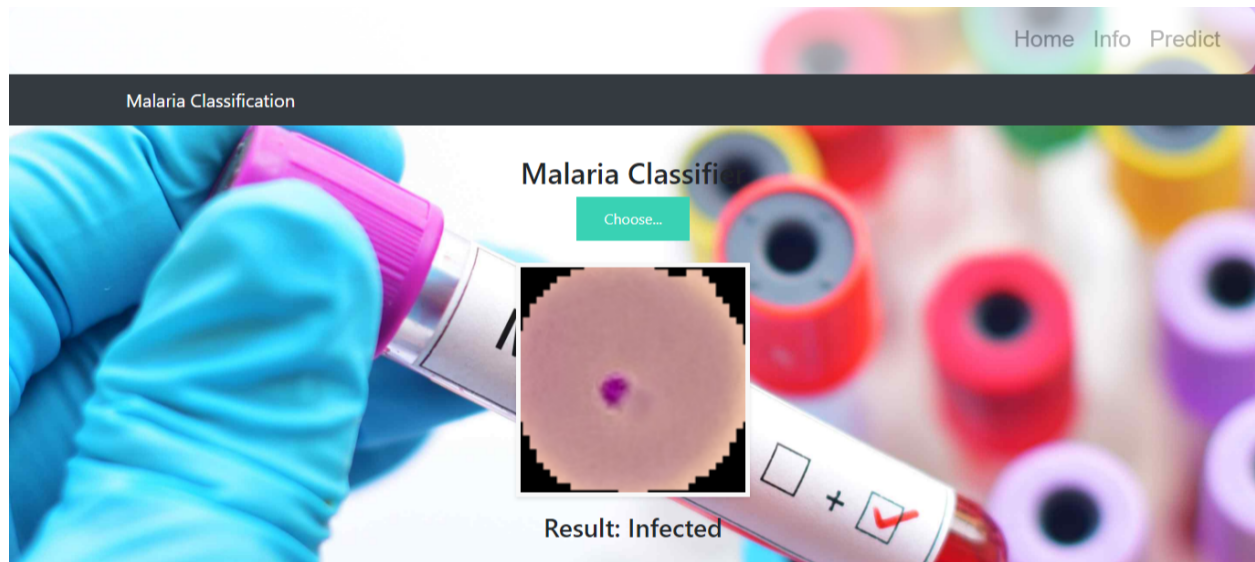 Home Info Predict
Malaria Classification
Malaria Classifier
Choose...
Result: Infected
+